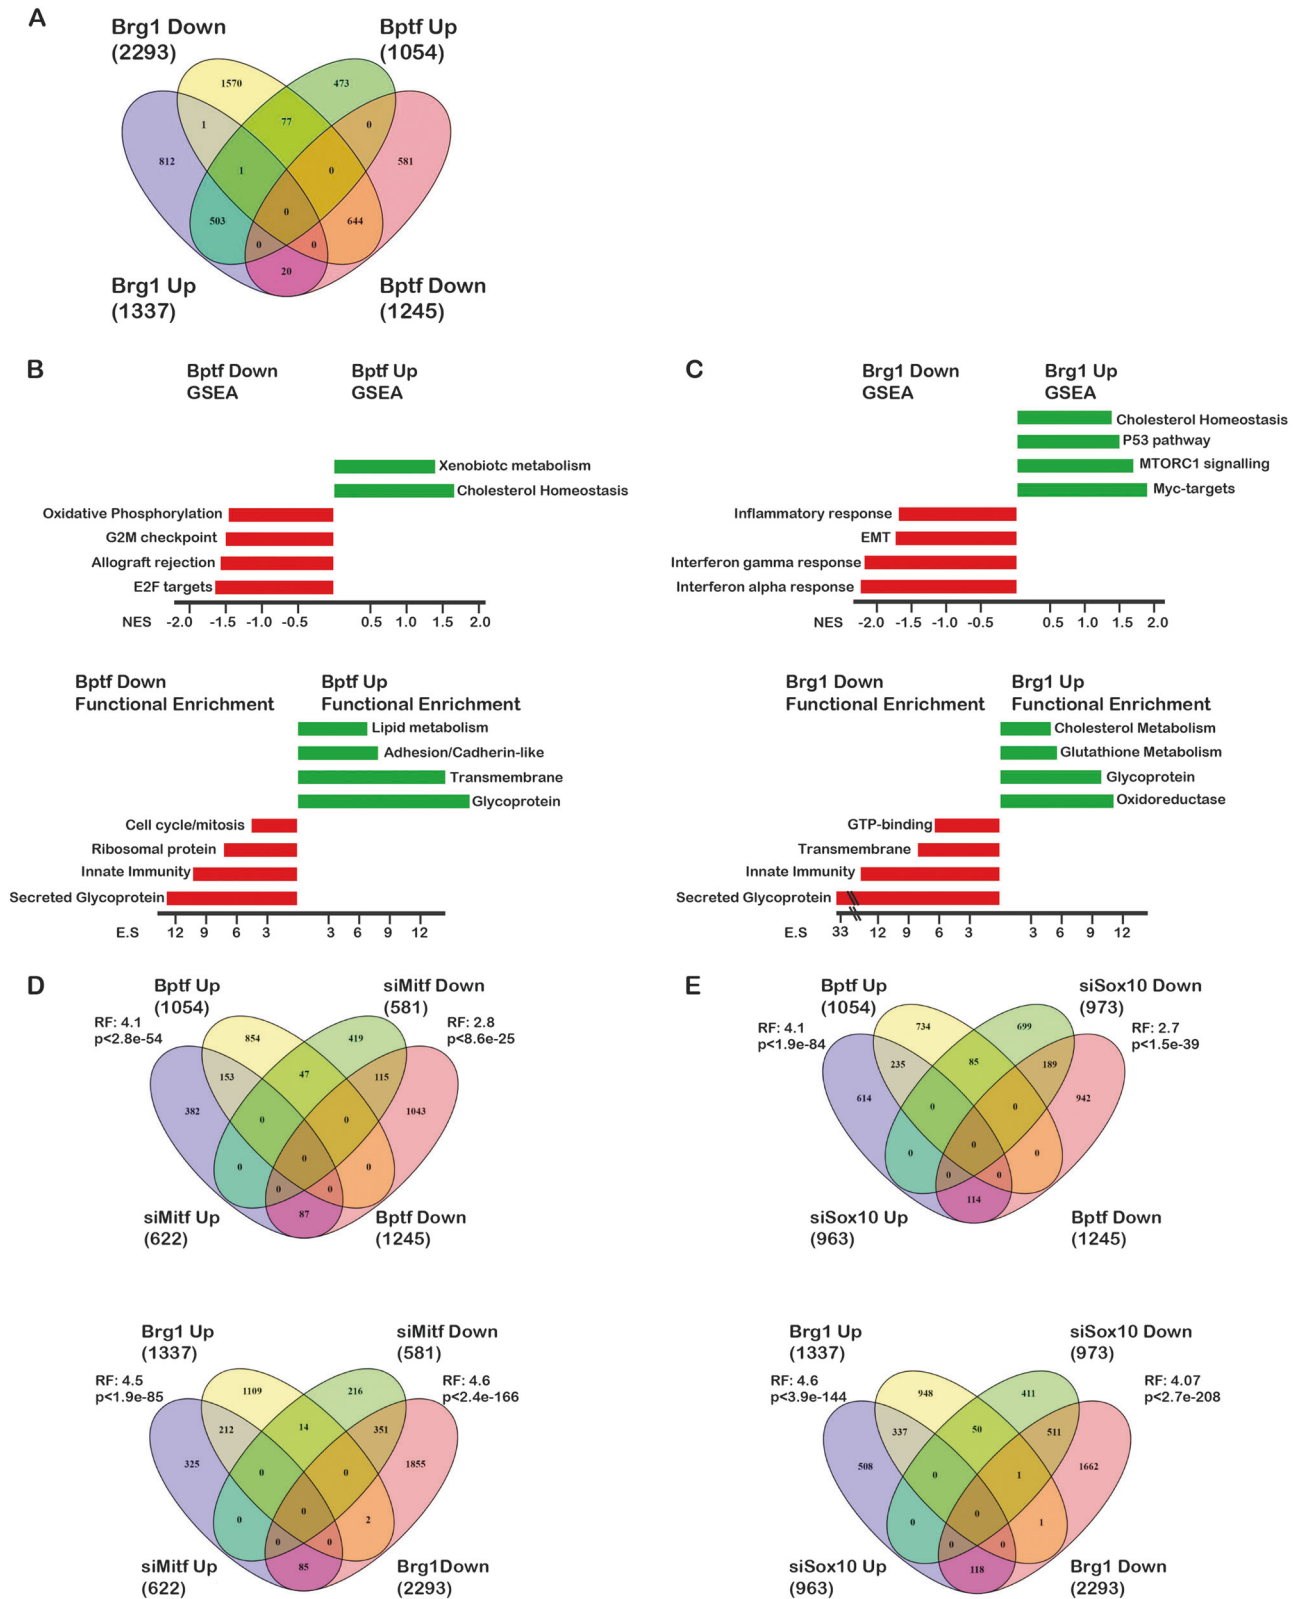 A
Brg1 Down
(2293)
Bptf Up
(1054)
1570
473
1
77
0
812
1
0
581
503
0
644
0
0
20
Brg1 Up
(1337)
Bptf Down
(1245)
B
Bptf Down
GSEA
Bptf Up
GSEA
Xenobiotc metabolism
Cholesterol Homeostasis
Oxidative Phosphorylation
G2M checkpoint
Allograft rejection
E2F targets
NES -2.0 -1.5 -1.0 -0.5 0.5 1.0 1.5 2.0
Bptf Down
Functional Enrichment
Bptf Up
Functional Enrichment
Lipid metabolism
Adhesion/Cadherin-like
Transmembrane
Glycoprotein
Cell cycle/mitosis
Ribosomal protein
Innate Immunity
Secreted Glycoprotein
E.S 12 9 6 3 3 6 9 12
C
Brg1 Down
GSEA
Brg1 Up
GSEA
Cholesterol Homeostasis
P53 pathway
MTORC1 signalling
Myc-targets
Inflammatory response
EMT
Interferon gamma response
Interferon alpha response
NES -2.0 -1.5 -1.0 -0.5 0.5 1.0 1.5 2.0
Brg1 Down
Functional Enrichment
Brg1 Up
Functional Enrichment
Cholesterol Metabolism
Glutathione Metabolism
Glycoprotein
Oxidoreductase
GTP-binding
Transmembrane
Innate Immunity
Secreted Glycoprotein
E.S 33 12 9 6 3 3 6 9 12
D
Bptf Up
(1054)
siMitf Down
(581)
RF: 4.1
p<2.8e-54
RF: 2.8
p<8.6e-25
854
419
153
47
115
382
0
0
1043
0
0
0
0
0
87
siMitf Up
(622)
Bptf Down
(1245)
Brg1 Up
(1337)
siMitf Down
(581)
RF: 4.5
p<1.9e-85
RF: 4.6
p<2.4e-166
1109
216
212
14
351
325
0
0
1855
0
0
2
0
0
85
siMitf Up
(622)
Brg1Down
(2293)
E
Bptf Up
(1054)
siSox10 Down
(973)
RF: 4.1
p<1.9e-84
RF: 2.7
p<1.5e-39
734
699
235
85
189
614
0
0
942
0
0
0
0
0
114
siSox10 Up
(963)
Bptf Down
(1245)
Brg1 Up
(1337)
siSox10 Down
(973)
RF: 4.6
p<3.9e-144
RF: 4.07
p<2.7e-208
948
411
337
50
511
508
0
1
1662
0
0
1
0
0
118
siSox10 Up
(963)
Brg1 Down
(2293)